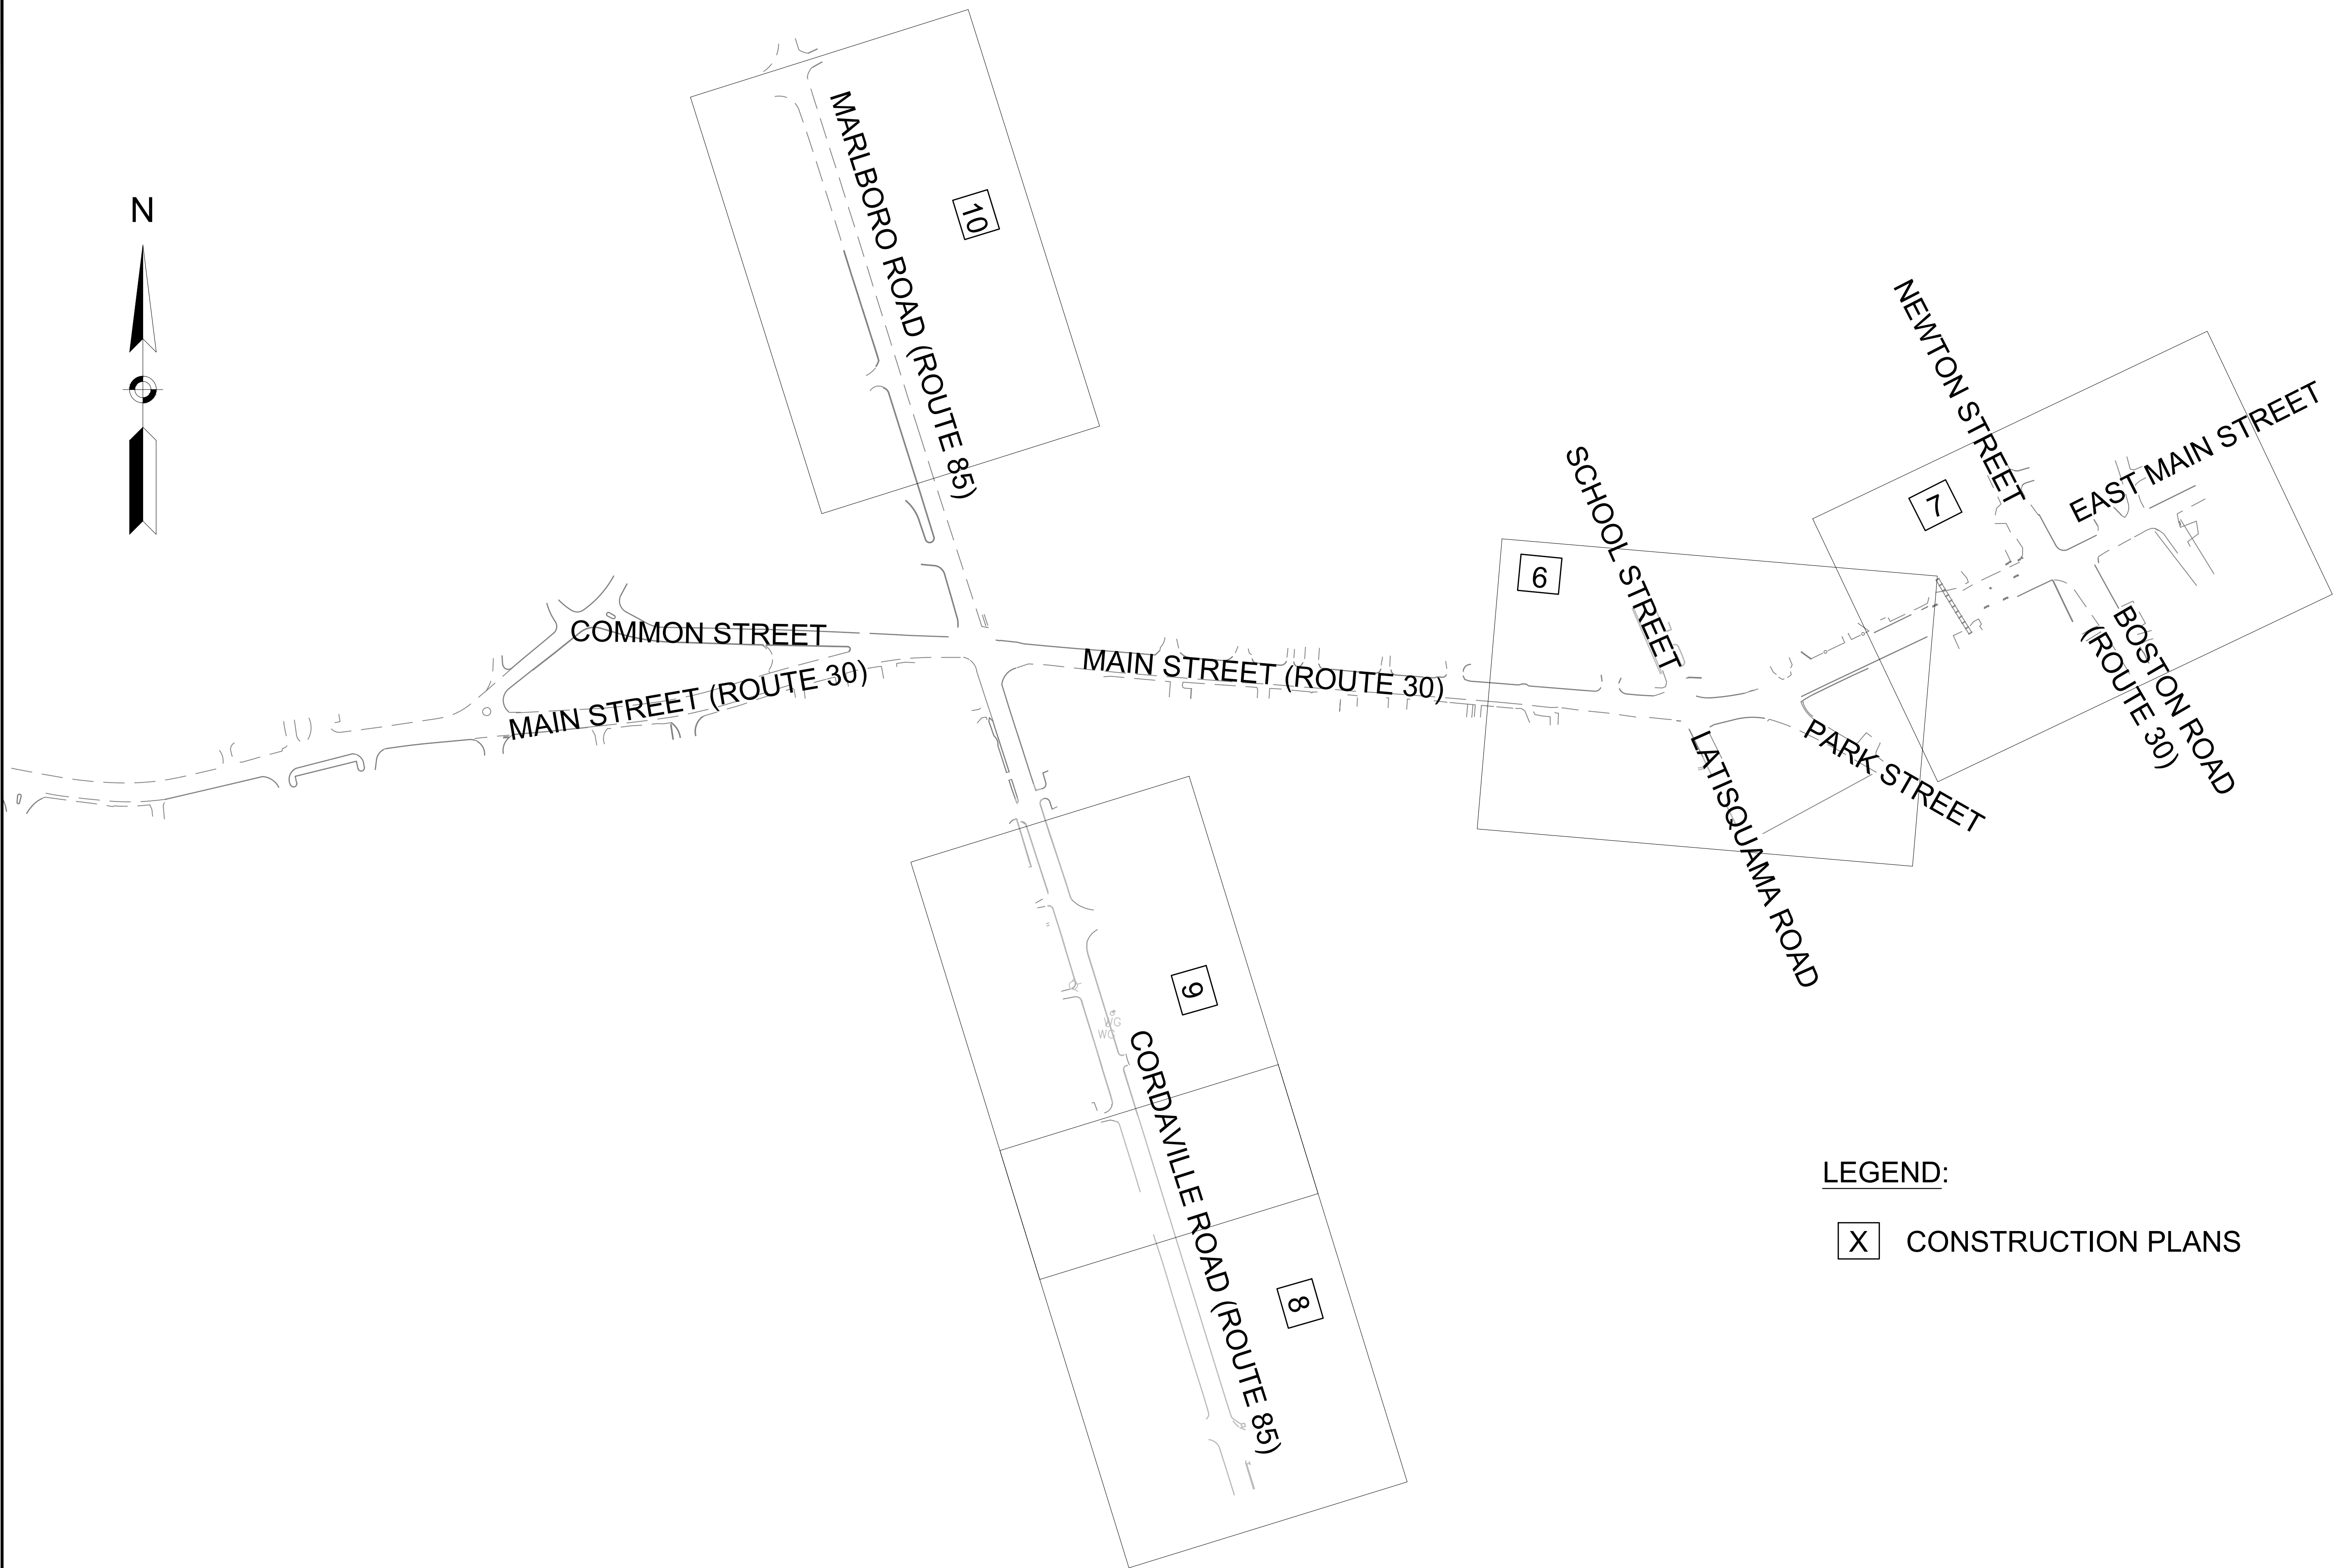 N
MARLBORO ROAD (ROUTE 85)
10
NEWTON STREET
EAST MAIN STREET
7
SCHOOL STREET
6
COMMON STREET
MAIN STREET (ROUTE 30)
MAIN STREET (ROUTE 30)
BOSTON ROAD
(ROUTE 30)
PARK STREET
LATISQUAMA ROAD
9
WG
WG
CORDAVILLE ROAD (ROUTE 85)
8
LEGEND:
X CONSTRUCTION PLANS